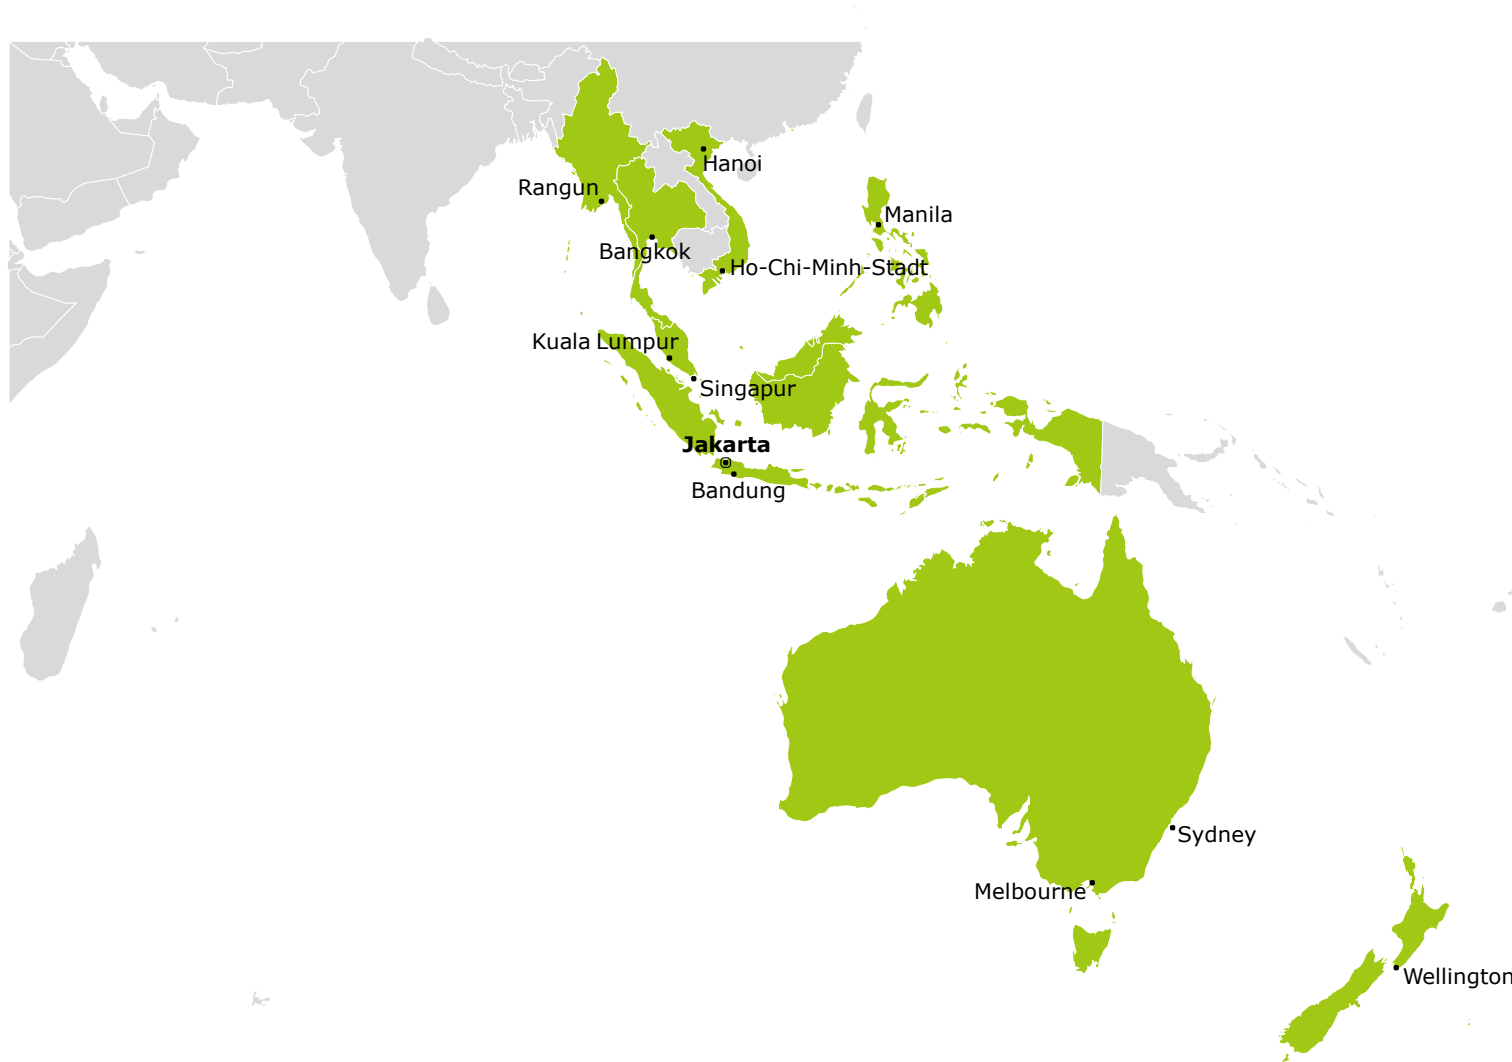 Hanoi
Rangun
Manila
Bangkok
Ho-Chi-Minh-Stadt
Kuala Lumpur
Singapur
Jakarta
Bandung
Sydney
Melbourne
Wellington